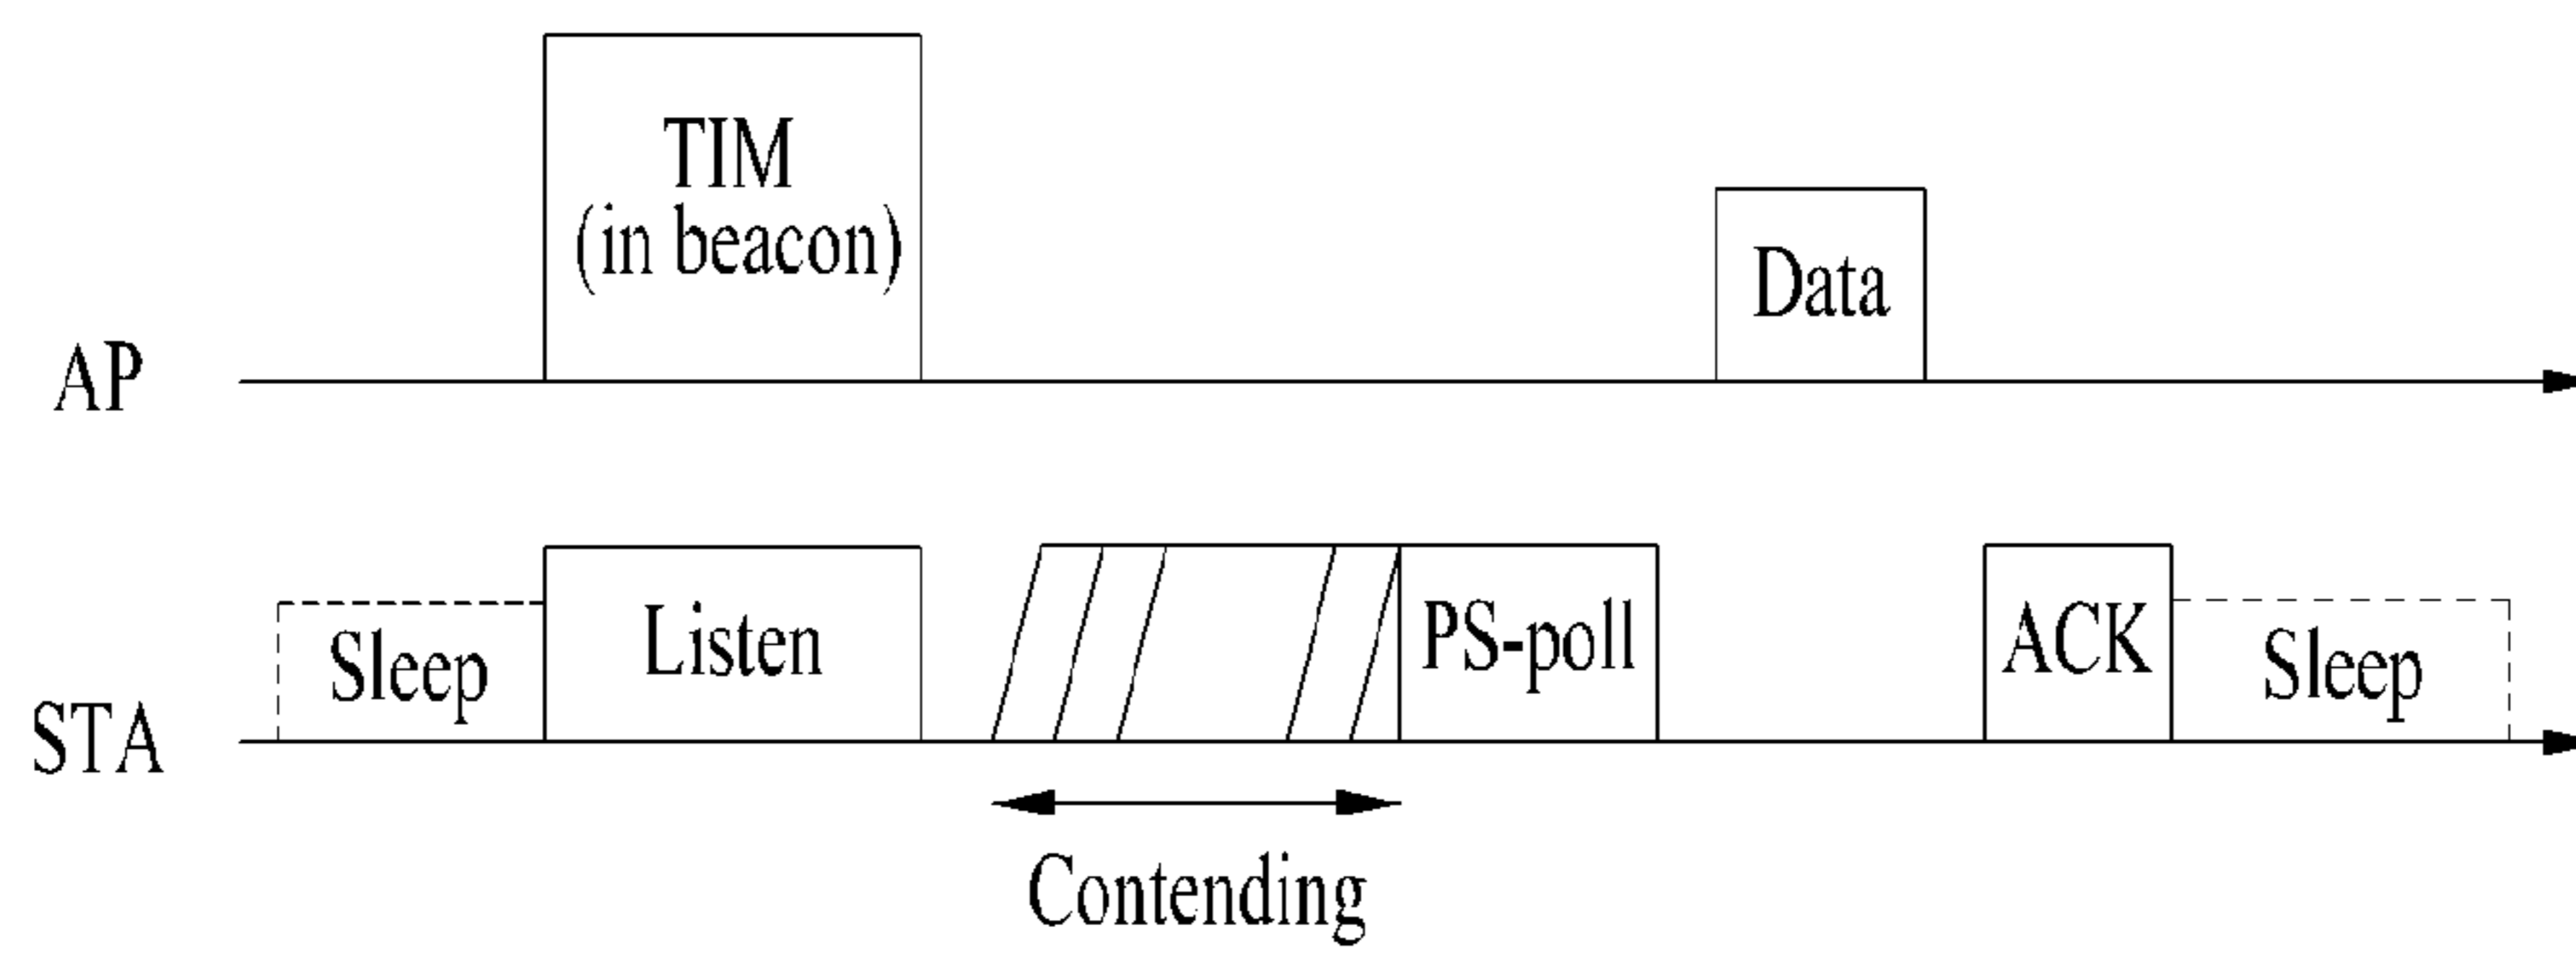 TIM
(in beacon)
Data
AP
Sleep
Listen
PS-poll
ACK
Sleep
STA
Contending